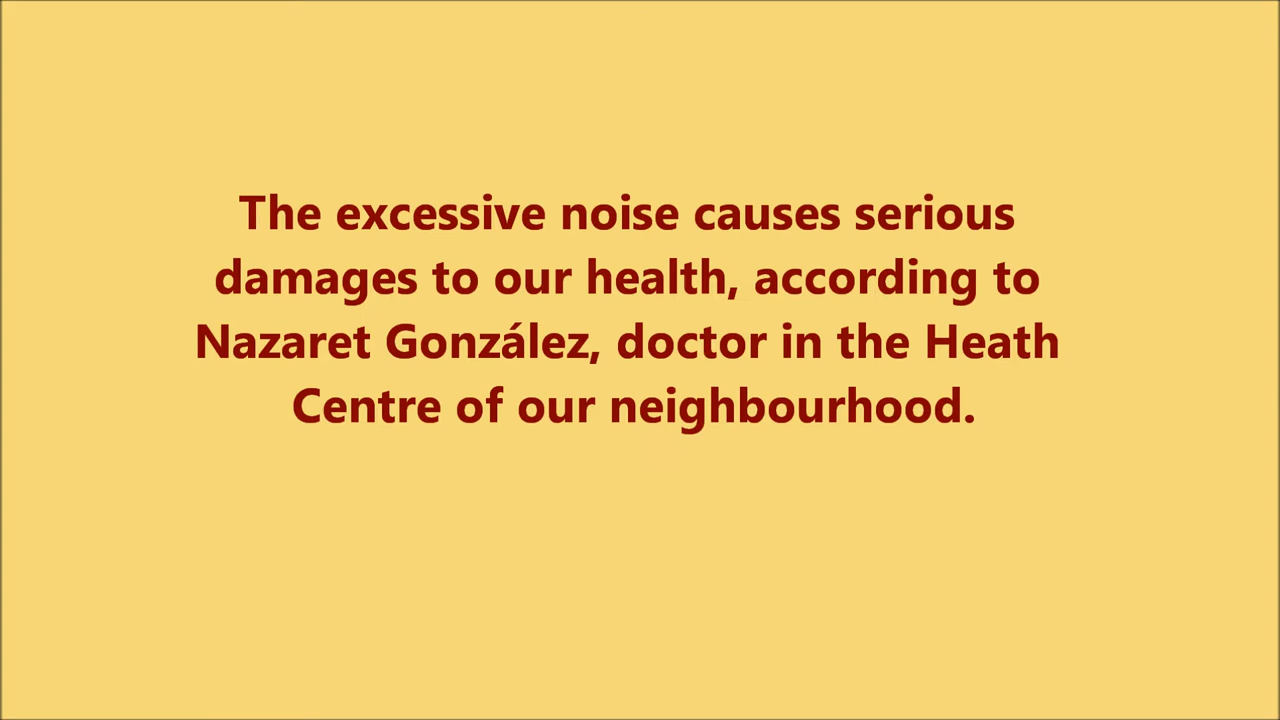 The excessive noise causes serious
damages to our health, according to
Nazaret González, doctor in the Heath
Centre of our neighbourhood.